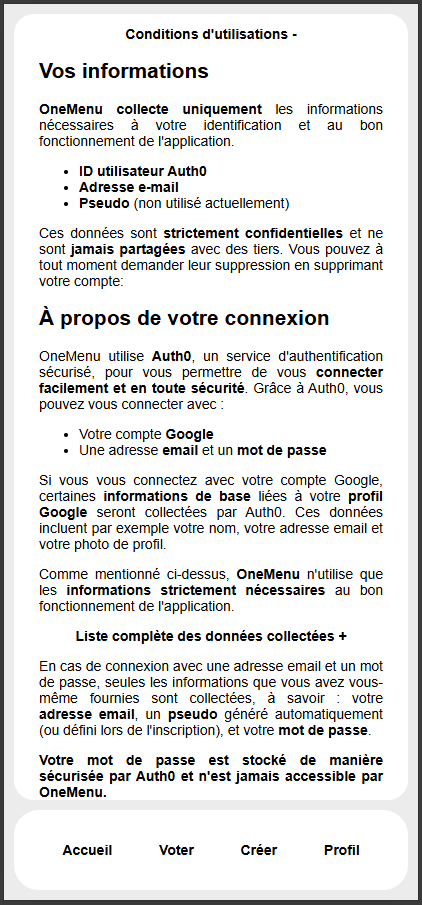 Conditions d'utilisations -
Vos informations
OneMenu collecte uniquement les informations
nécessaires à votre identification et au bon
fonctionnement de l'application.
• ID utilisateur Auth0
• Adresse e-mail
• Pseudo (non utilisé actuellement)
Ces données sont strictement confidentielles et ne
sont jamais partagées avec des tiers. Vous pouvez à
tout moment demander leur suppression en supprimant
votre compte:
À propos de votre connexion
OneMenu utilise Auth0, un service d'authentification
sécurisé, pour vous permettre de vous connecter
facilement et en toute sécurité. Grâce à Auth0, vous
pouvez vous connecter avec :
• Votre compte Google
• Une adresse email et un mot de passe
Si vous vous connectez avec votre compte Google,
certaines informations de base liées à votre profil
Google seront collectées par Auth0. Ces données
incluent par exemple votre nom, votre adresse email et
votre photo de profil.
Comme mentionné ci-dessus, OneMenu n'utilise que
les informations strictement nécessaires au bon
fonctionnement de l'application.
Liste complète des données collectées +
En cas de connexion avec une adresse email et un mot
de passe, seules les informations que vous avez vous-
même fournies sont collectées, à savoir : votre
adresse email, un pseudo généré automatiquement
(ou défini lors de l'inscription), et votre mot de passe.
Votre mot de passe est stocké de manière
sécurisée par Auth0 et n'est jamais accessible par
OneMenu.
Accueil Voter Créer Profil